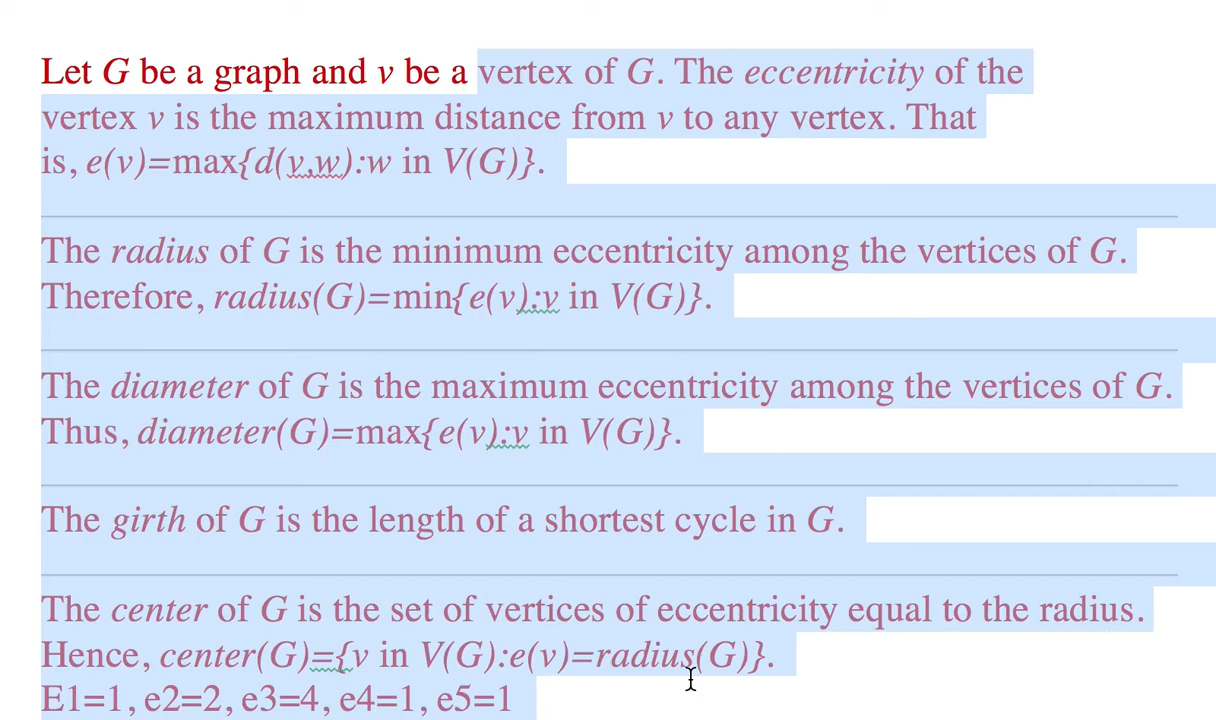 Let G be a graph and v be a vertex of G. The eccentricity of the
vertex v is the maximum distance from v to any vertex. That
is, e(v)=max{d(v,w):w in V(G)}.
The radius of G is the minimum eccentricity among the vertices of G.
Therefore, radius(G)=min{e(v):v in V(G)}.
The diameter of G is the maximum eccentricity among the vertices of G.
Thus, diameter(G)=max{e(v):v in V(G)}.
The girth of G is the length of a shortest cycle in G.
The center of G is the set of vertices of eccentricity equal to the radius.
Hence, center(G)={v in V(G):e(v)=radius(G)}.
E1=1, e2=2, e3=4, e4=1, e5=1